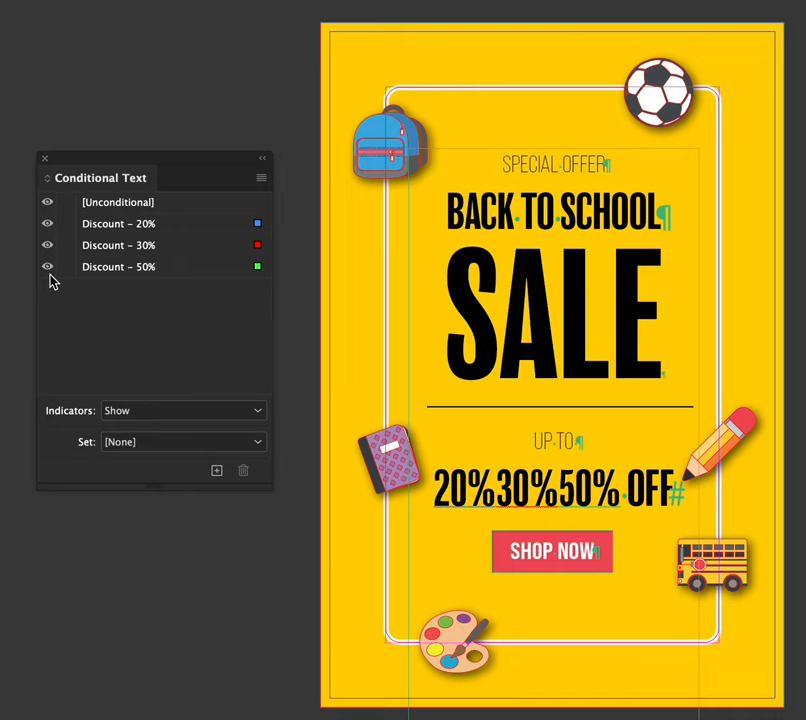 Conditional Text
[Unconditional]
Discount – 20%
Discount – 30%
Discount – 50%
Indicators: Show
Set: [None]
SPECIAL OFFER¶
BACK TO SCHOOL¶
SALE¶
UP TO¶
20%30%50% OFF#
SHOP NOW¶